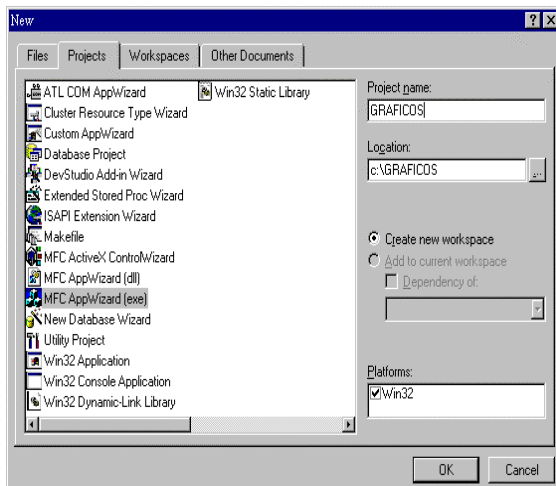 New
Files
Projects
Workspaces
Other Documents
ATL COM AppWizard
Cluster Resource Type Wizard
Custom AppWizard
Database Project
DevStudio Add-in Wizard
Extended Stored Proc Wizard
ISAPI Extension Wizard
Makefile
MFC ActiveX ControlWizard
MFC AppWizard (dll)
MFC AppWizard (exe)
New Database Wizard
Utility Project
Win32 Application
Win32 Console Application
Win32 Dynamic-Link Library
Win32 Static Library
Project name:
GRAFICOS
Location:
c:\GRAFICOS
...
Create new workspace
Add to current workspace
Dependency of:
Platforms:
Win32
OK
Cancel